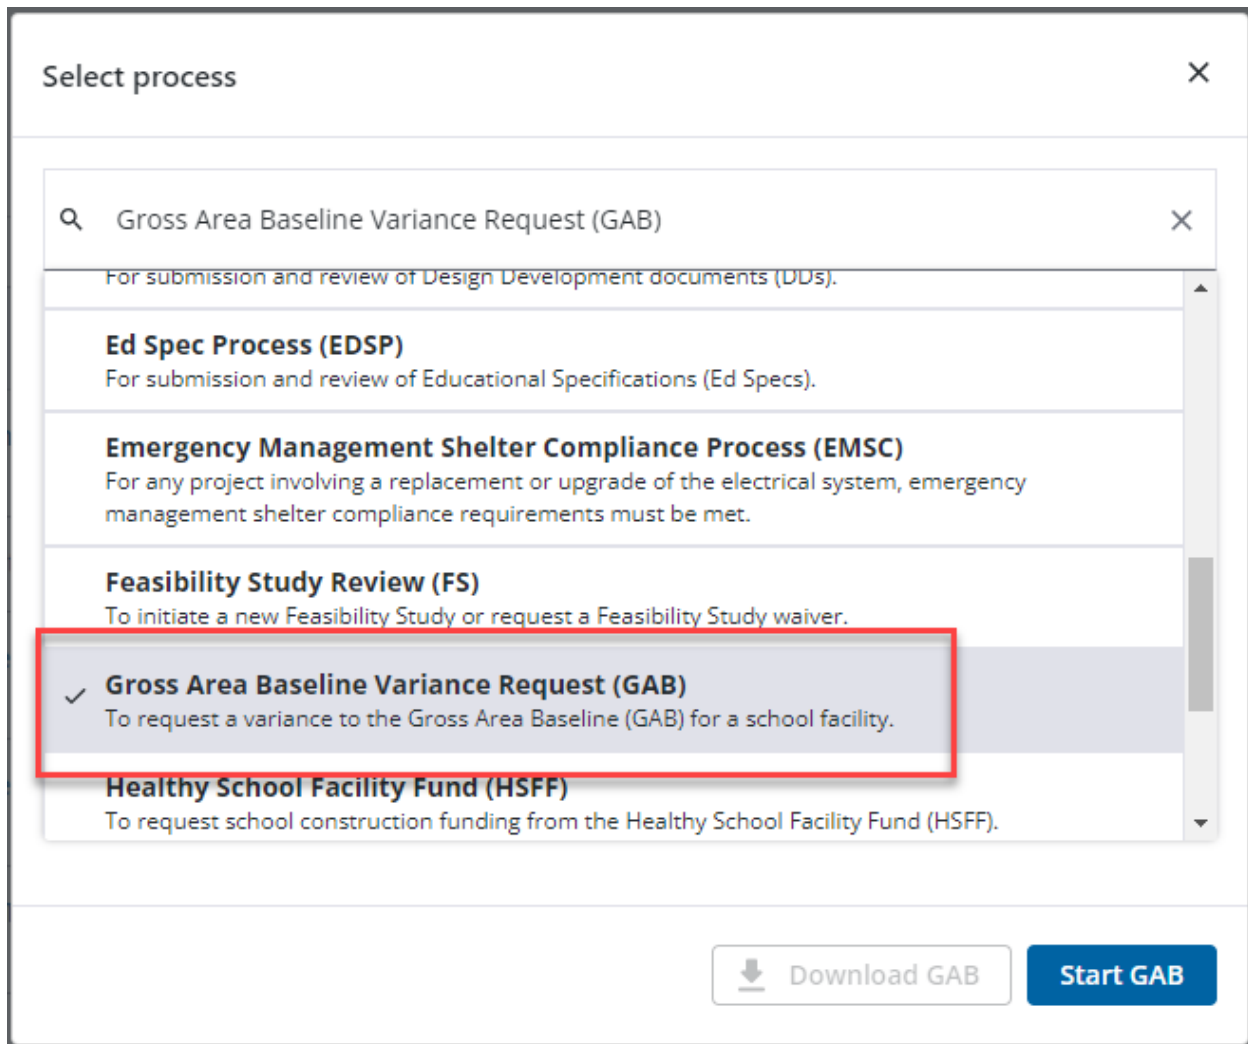 Select process
Gross Area Baseline Variance Request (GAB)
For submission and review of Design Development documents (DDs).
Ed Spec Process (EDSP)
For submission and review of Educational Specifications (Ed Specs).
Emergency Management Shelter Compliance Process (EMSC)
For any project involving a replacement or upgrade of the electrical system, emergency
management shelter compliance requirements must be met.
Feasibility Study Review (FS)
To initiate a new Feasibility Study or request a Feasibility Study waiver.
Gross Area Baseline Variance Request (GAB)
To request a variance to the Gross Area Baseline (GAB) for a school facility.
Healthy School Facility Fund (HSFF)
To request school construction funding from the Healthy School Facility Fund (HSFF).
Download GAB
Start GAB